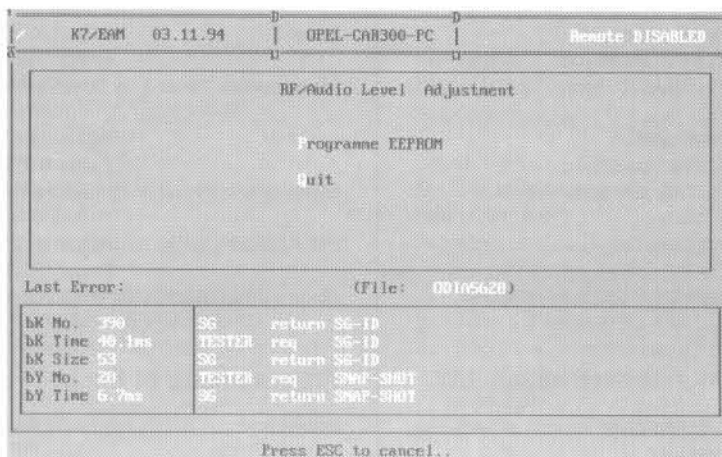 K7/EAM 03.11.94 OPEL-CAR300-PC Remote DISABLED
RF/Audio Level Adjustment
Programme EEPROM
Quit
Last Error: (File: ODIA5628)
bK No. 390 SG return SG-ID
bK Time 40.1ms TESTER req SG-ID
bK Size 53 SG return SG-ID
bY No. 28 TESTER req SNAP-SHOT
bY Time 6.7ms SG return SNAP-SHOT
Press ESC to cancel..